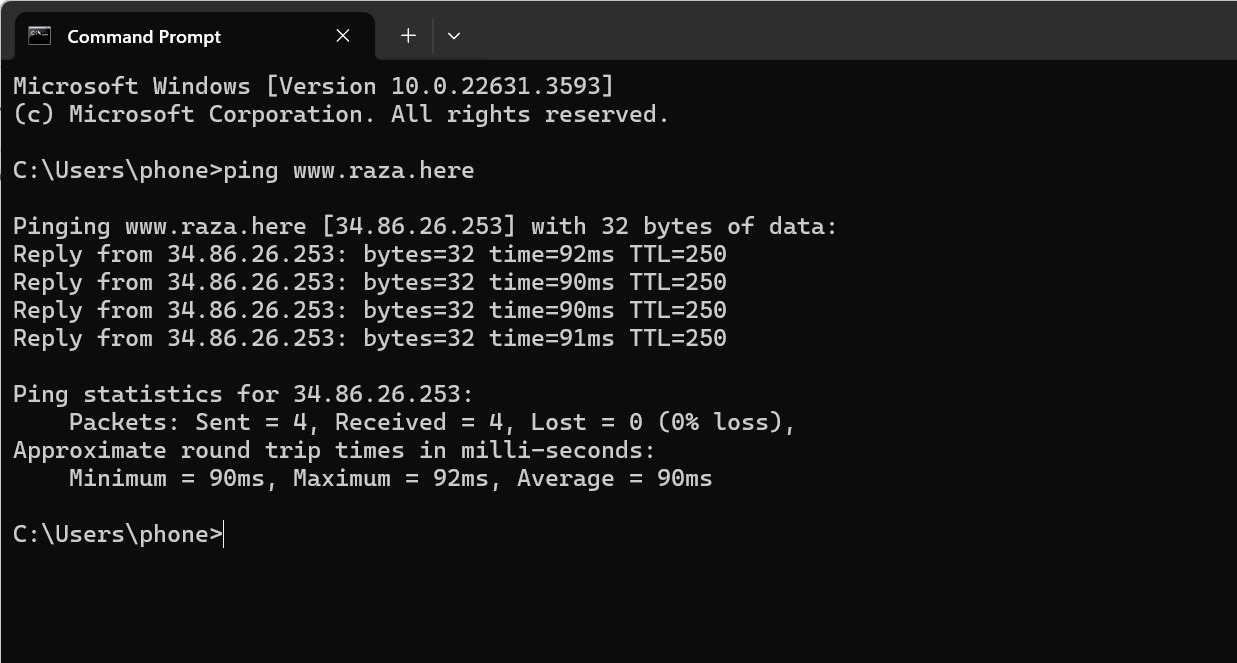 Command Prompt
Microsoft Windows [Version 10.0.22631.3593]
(c) Microsoft Corporation. All rights reserved.
C:\Users\phone>ping www.raza.here
Pinging www.raza.here [34.86.26.253] with 32 bytes of data:
Reply from 34.86.26.253: bytes=32 time=92ms TTL=250
Reply from 34.86.26.253: bytes=32 time=90ms TTL=250
Reply from 34.86.26.253: bytes=32 time=90ms TTL=250
Reply from 34.86.26.253: bytes=32 time=91ms TTL=250
Ping statistics for 34.86.26.253:
    Packets: Sent = 4, Received = 4, Lost = 0 (0% loss),
Approximate round trip times in milli-seconds:
    Minimum = 90ms, Maximum = 92ms, Average = 90ms
C:\Users\phone>